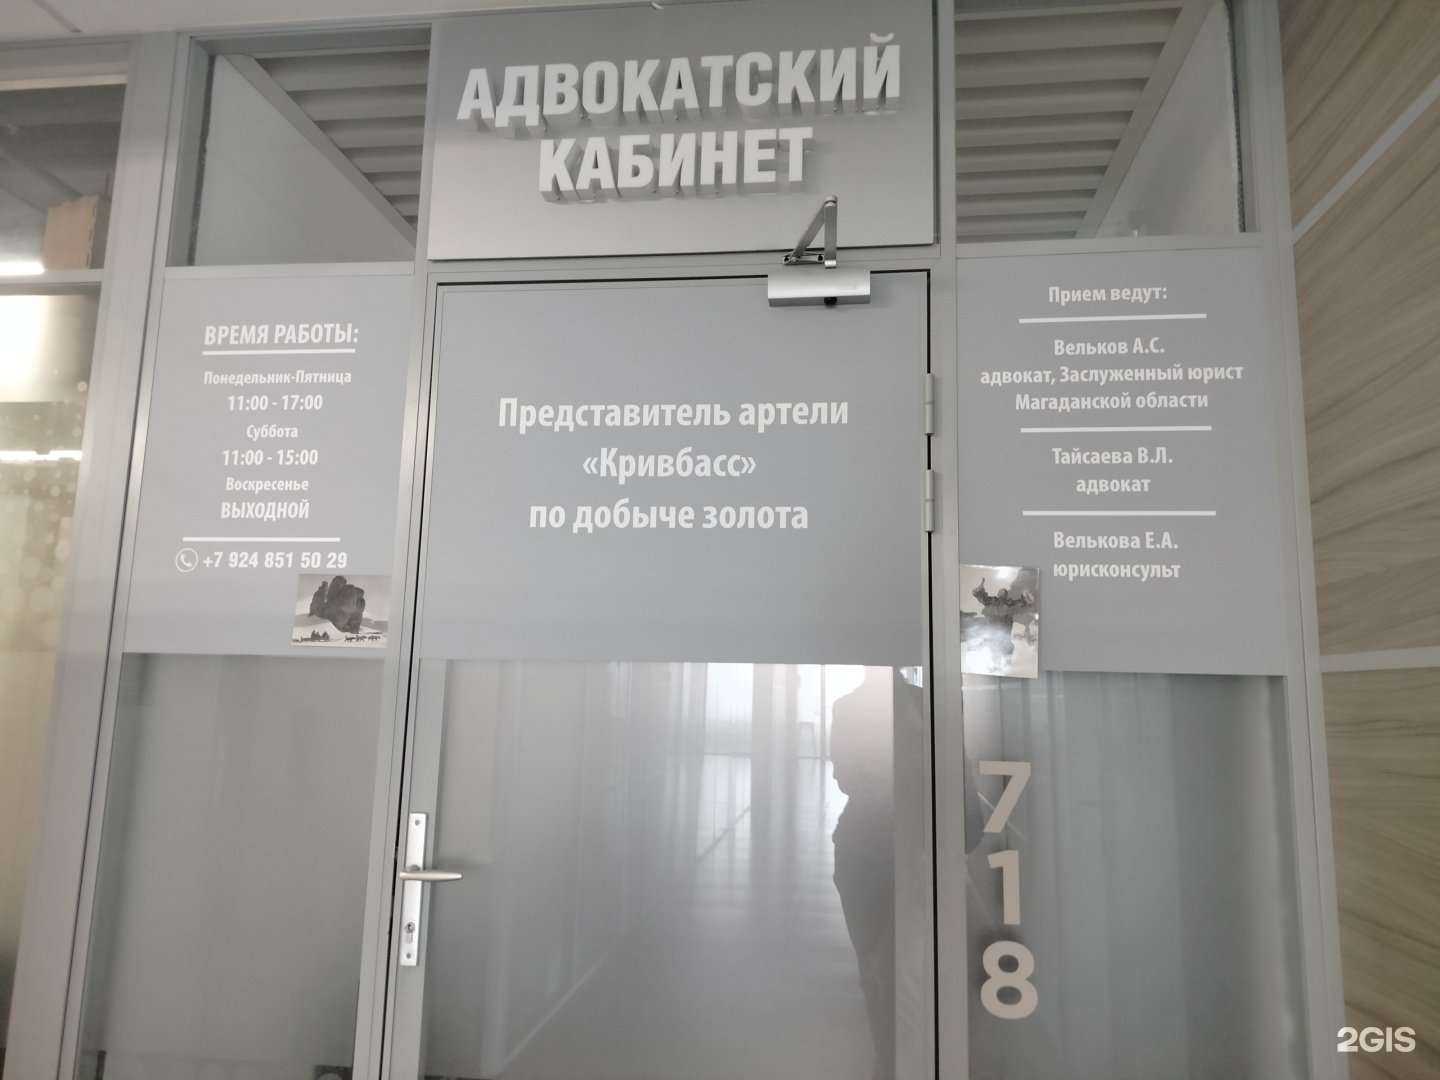 АДВОКАТСКИЙ
КАБИНЕТ
ВРЕМЯ РАБОТЫ:
Понедельник-Пятница
11:00 - 17:00
Суббота
11:00 - 15:00
Воскресенье
ВЫХОДНОЙ
+7 924 851 50 29
Представитель артели
«Кривбасс»
по добыче золота
Прием ведут:
Вельков А.С.
адвокат, Заслуженный юрист
Магаданской области
Тайсаева В.Л.
адвокат
Велькова Е.А.
юрисконсульт
718
2GIS